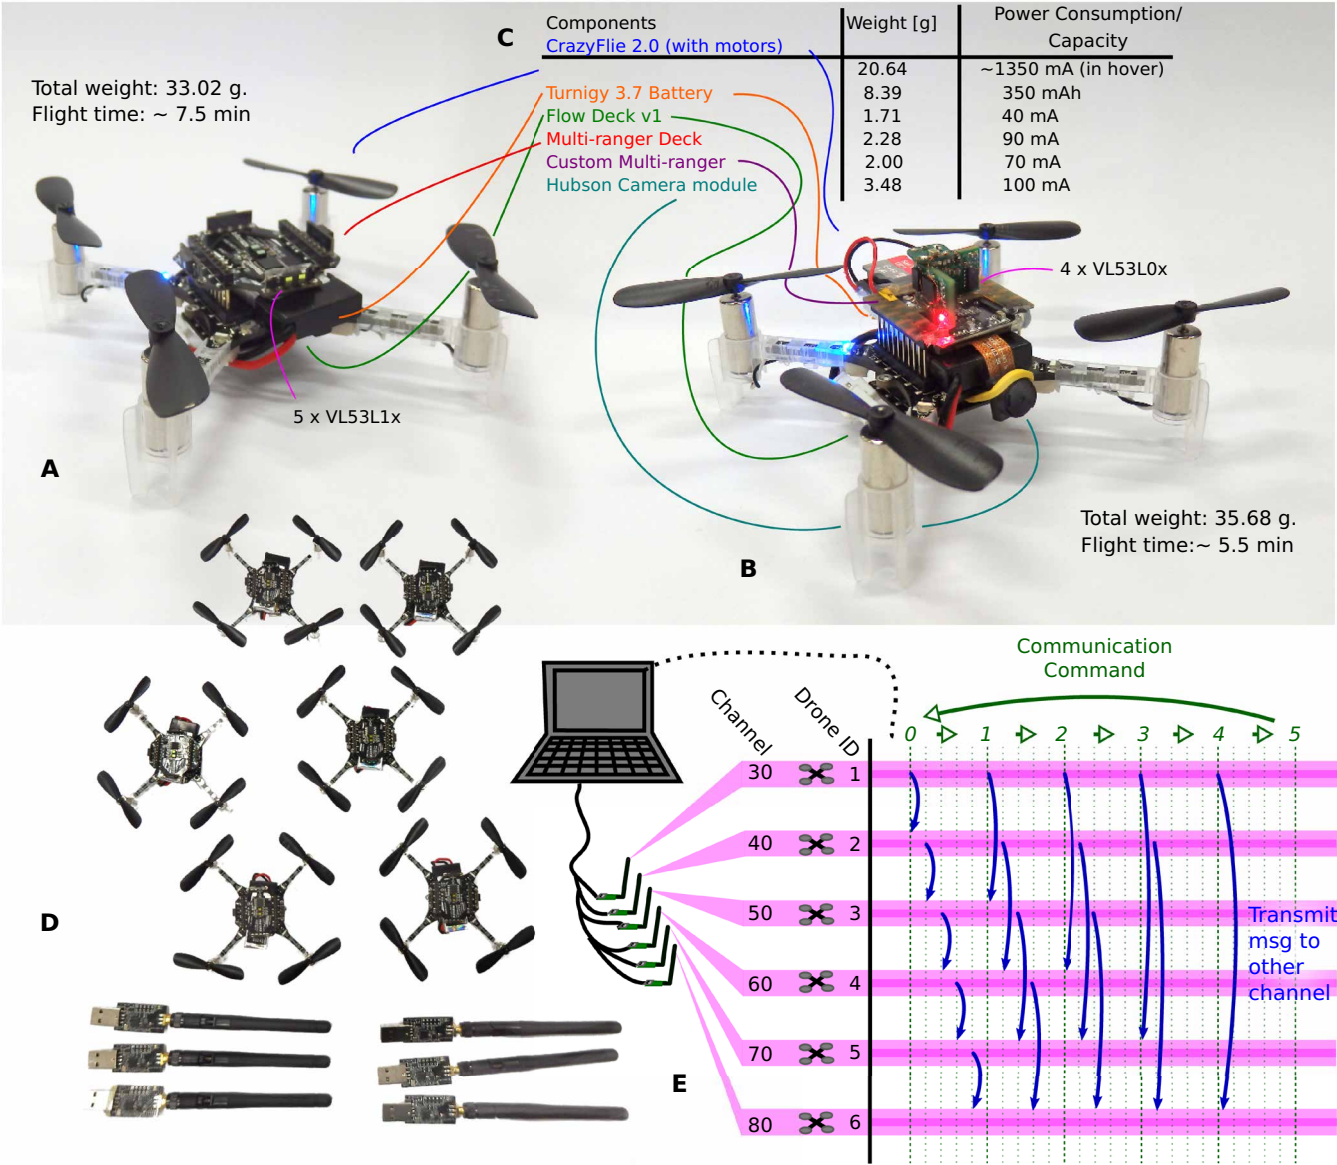 C
Components
Weight [g]
Power Consumption/
Capacity
CrazyFlie 2.0 (with motors)
20.64
~1350 mA (in hover)
Turnigy 3.7 Battery
8.39
350 mAh
Flow Deck v1
1.71
40 mA
Multi-ranger Deck
2.28
90 mA
Custom Multi-ranger
2.00
70 mA
Hubson Camera module
3.48
100 mA
Total weight: 33.02 g.
Flight time: ~ 7.5 min
4 x VL53L0x
5 x VL53L1x
A
Total weight: 35.68 g.
Flight time:~ 5.5 min
B
D
E
Communication
Command
Channel
Drone ID
0
1
2
3
4
5
30
1
40
2
50
3
60
4
70
5
80
6
Transmit
msg to
other
channel